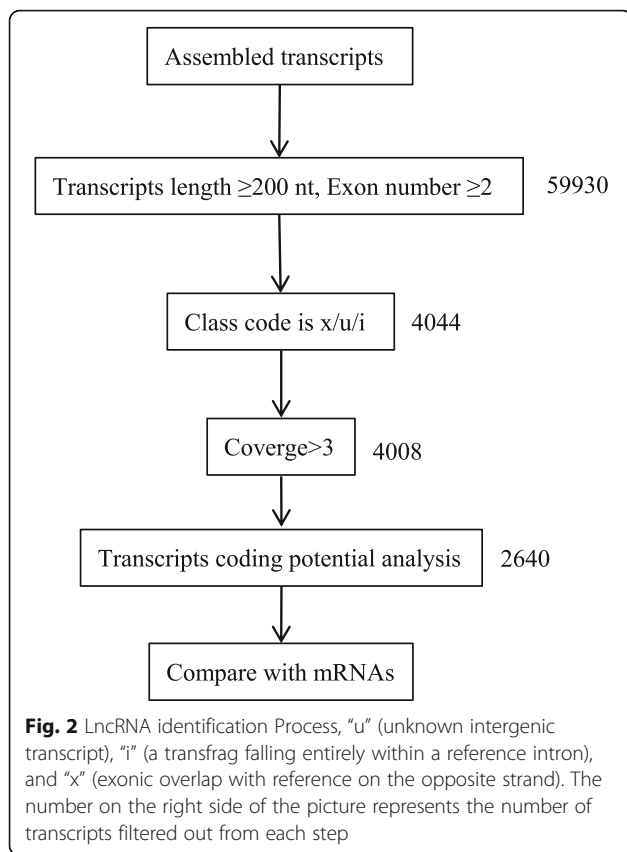 Assembled transcripts
Transcripts length ≥200 nt, Exon number ≥2 59930
Class code is x/u/i 4044
Coverge>3 4008
Transcripts coding potential analysis 2640
Compare with mRNAs
Fig. 2 LncRNA identification Process, “u” (unknown intergenic
transcript), “i” (a transfrag falling entirely within a reference intron),
and “x” (exonic overlap with reference on the opposite strand). The
number on the right side of the picture represents the number of
transcripts filtered out from each step